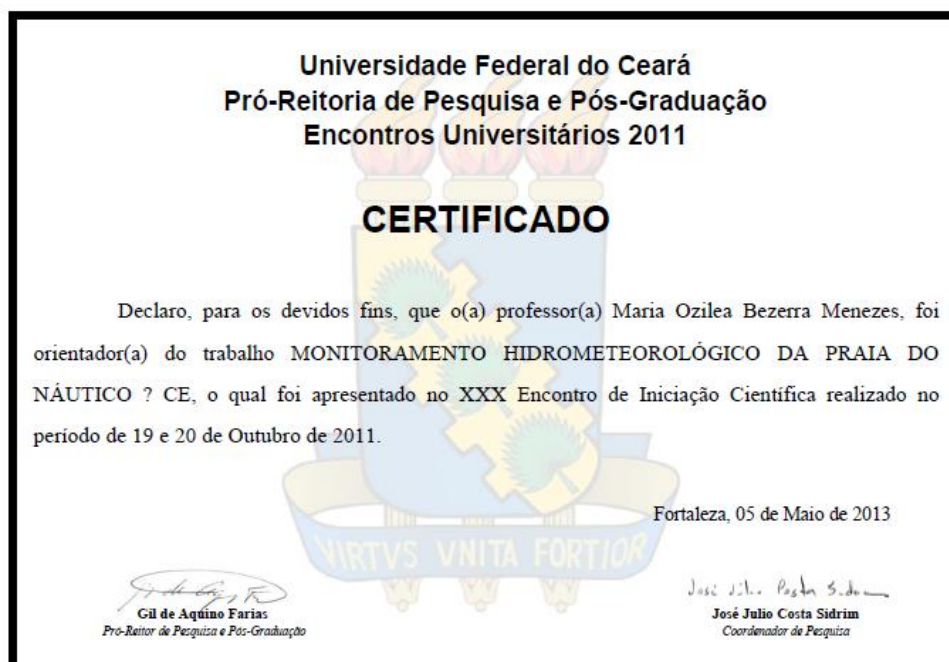 Universidade Federal do Ceará
Pró-Reitoria de Pesquisa e Pós-Graduação
Encontros Universitários 2011
CERTIFICADO
Declaro, para os devidos fins, que o(a) professor(a) Maria Ozilea Bezerra Menezes, foi
orientador(a) do trabalho MONITORAMENTO HIDROMETEOROLÓGICO DA PRAIA DO
NÁUTICO ? CE, o qual foi apresentado no XXX Encontro de Iniciação Científica realizado no
período de 19 e 20 de Outubro de 2011.
Fortaleza, 05 de Maio de 2013
VIRTVS VNITA FORTIOR
Gil de Aquino Farias
Pró-Reitor de Pesquisa e Pós-Graduação
José Julio Costa Sidrim
Coordenador de Pesquisa